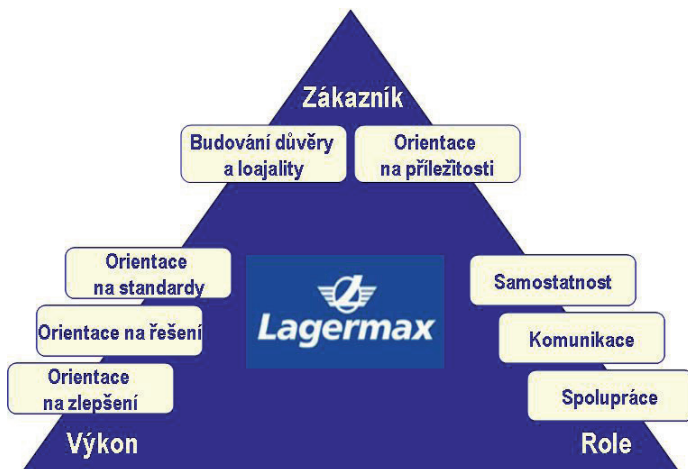 Zákazník
Budování důvěry
a loajality
Orientace
na příležitosti
Orientace
na standardy
Orientace na řešení
Orientace
na zlepšení
Lagermax
Samostatnost
Komunikace
Spolupráce
Výkon
Role